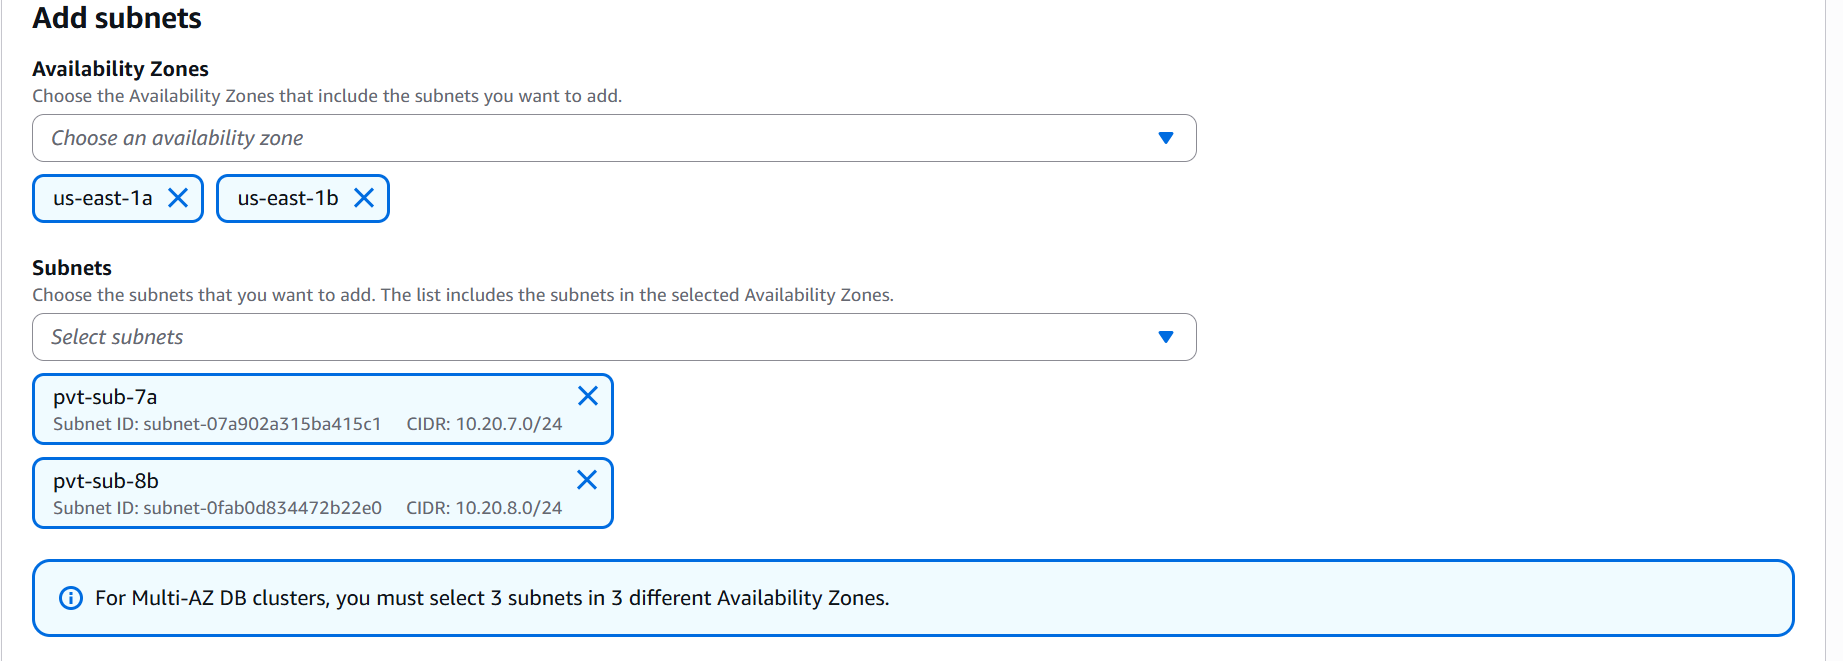 Add subnets
Availability Zones
Choose the Availability Zones that include the subnets you want to add.
Choose an availability zone
us-east-1a us-east-1b
Subnets
Choose the subnets that you want to add. The list includes the subnets in the selected Availability Zones.
Select subnets
pvt-sub-7a
Subnet ID: subnet-07a902a315ba415c1 CIDR: 10.20.7.0/24
pvt-sub-8b
Subnet ID: subnet-0fab0d834472b22e0 CIDR: 10.20.8.0/24
For Multi-AZ DB clusters, you must select 3 subnets in 3 different Availability Zones.